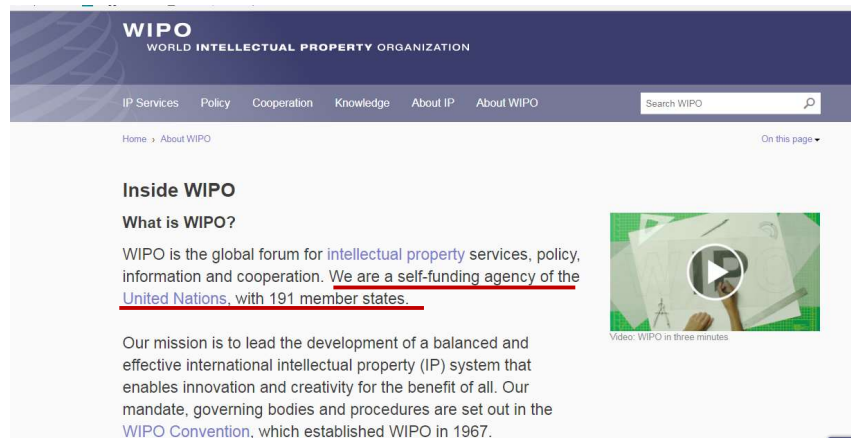 WIPO
WORLD INTELLECTUAL PROPERTY ORGANIZATION
IP Services Policy Cooperation Knowledge About IP About WIPO Search WIPO
Home › About WIPO On this page
Inside WIPO
What is WIPO?
WIPO is the global forum for intellectual property services, policy,
information and cooperation. We are a self-funding agency of the
United Nations, with 191 member states.
IP
Video: WIPO in three minutes
Our mission is to lead the development of a balanced and
effective international intellectual property (IP) system that
enables innovation and creativity for the benefit of all. Our
mandate, governing bodies and procedures are set out in the
WIPO Convention, which established WIPO in 1967.